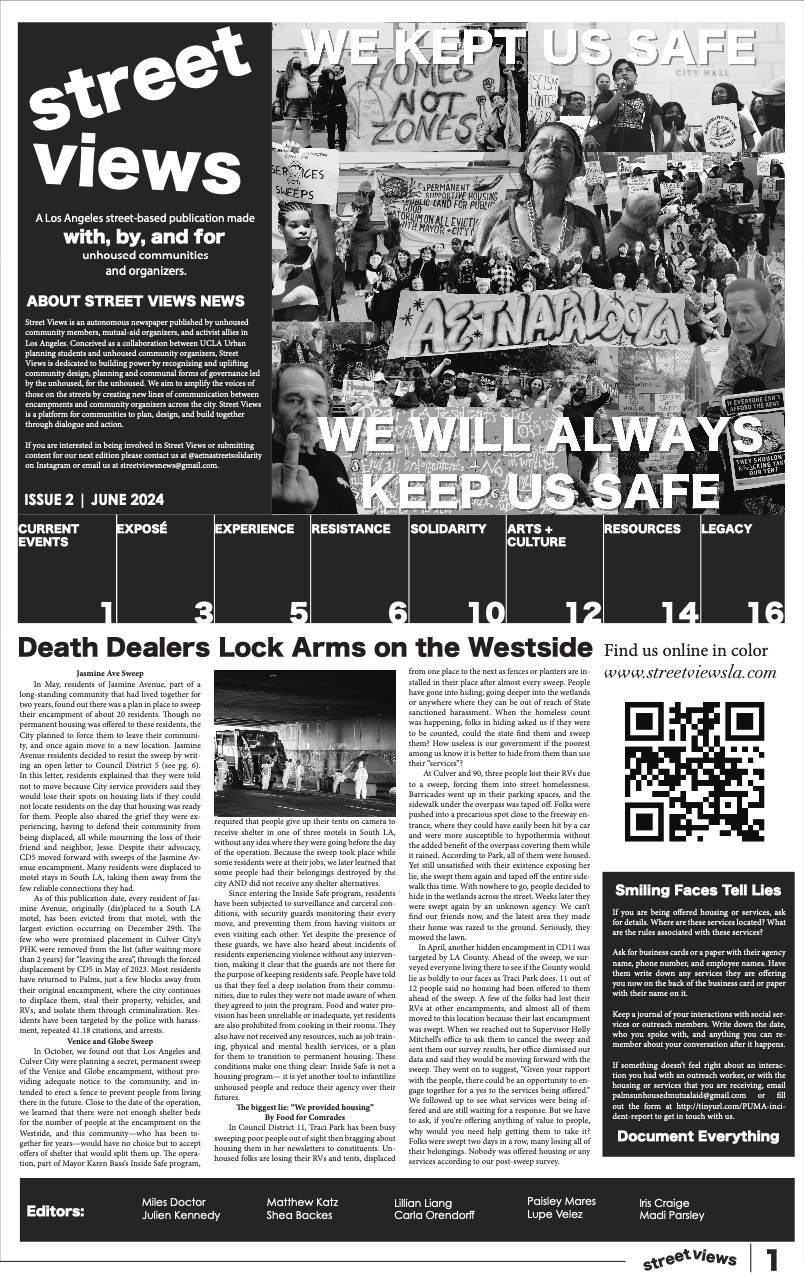 street
views
A Los Angeles street-based publication made
with, by, and for
unhoused communities
and organizers.
ABOUT STREET VIEWS NEWS
Street Views is an autonomous newspaper published by unhoused
community members, mutual-aid organizers, and activist allies in
Los Angeles. Conceived as a collaboration between UCLA Urban
planning students and unhoused community organizers, Street
Views is dedicated to building power by recognizing and uplifting
community design, planning and communal forms of governance led
by the unhoused, for the unhoused. We aim to amplify the voices of
those on the streets by creating new lines of communication between
encampments and community organizers across the city. Street Views
is a platform for communities to plan, design, and build together
through dialogue and action.
If you are interested in being involved in Street Views or submitting
content for our next edition please contact us at @aetnastreetsolidarity
on Instagram or email us at streetviewsnews@gmail.com.
ISSUE 2 | JUNE 2024
WE KEPT US SAFE
CITY HALL
HOMES
NOT
ZONES
SERVICES
NOT
SWEEPS
PERMANENT
SUPPORTIVE HOUSING
PUBLIC LAND FOR PUBLIC
GOOD
WITH MAYOR + CITY
AETNAPALOOZA
IF EVERYONE CAN'T
AFFORD THE RENT
THEY SHOULDN'T
OUR TENT
WE WILL ALWAYS
KEEP US SAFE
CURRENT
EVENTS
1
EXPOSÉ
3
EXPERIENCE
5
RESISTANCE
6
SOLIDARITY
10
ARTS +
CULTURE
12
RESOURCES
14
LEGACY
16
Death Dealers Lock Arms on the Westside
Jasmine Ave Sweep
In May, residents of Jasmine Avenue, part of a
long-standing community that had lived together for
two years, found out there was a plan in place to sweep
their encampment of about 20 residents. Though no
permanent housing was offered to these residents, the
City planned to force them to leave their communi-
ty, and once again move to a new location. Jasmine
Avenue residents decided to resist the sweep by writ-
ing an open letter to Council District 5 (see pg. 6).
In this letter, residents explained that they were told
not to move because City service providers said they
would lose their spots on housing lists if they could
not locate residents on the day that housing was ready
for them. People also shared the grief they were ex-
periencing, having to defend their community from
being displaced, all while mourning the loss of their
friend and neighbor, Jesse. Despite their advocacy,
CD5 moved forward with sweeps of the Jasmine Av-
enue encampment. Many residents were displaced to
motel stays in South LA, taking them away from the
few reliable connections they had.
As of this publication date, every resident of Jas-
mine Avenue, originally (dis)placed to a South LA
motel, has been evicted from that motel, with the
largest eviction occurring on December 29th. The
few who were promised placement in Culver City's
PHK were removed from the list (after waiting more
than 2 years) for "leaving the area", through the forced
displacement by CD5 in May of 2023. Most residents
have returned to Palms, just a few blocks away from
their original encampment, where the city continues
to displace them, steal their property, vehicles, and
RVs, and isolate them through criminalization. Res-
idents have been targeted by the police with harass-
ment, repeated 41.18 citations, and arrests.
Venice and Globe Sweep
In October, we found out that Los Angeles and
Culver City were planning a secret, permanent sweep
of the Venice and Globe encampment, without pro-
viding adequate notice to the community, and in-
tended to erect a fence to prevent people from living
there in the future. Close to the date of the operation,
we learned that there were not enough shelter beds
for the number of people at the encampment on the
Westside, and this community—who has been to-
gether for years—would have no choice but to accept
offers of shelter that would split them up. The opera-
tion, part of Mayor Karen Bass's Inside Safe program,
required that people give up their tents on camera to
receive shelter in one of three motels in South LA,
without any idea where they were going before the day
of the operation. Because the sweep took place while
some residents were at their jobs, we later learned that
some people had their belongings destroyed by the
city AND did not receive any shelter alternatives.
Since entering the Inside Safe program, residents
have been subjected to surveillance and carceral con-
ditions, with security guards monitoring their every
move, and preventing them from having visitors or
even visiting each other. Yet despite the presence of
these guards, we have also heard about incidents of
residents experiencing violence without any interven-
tion, making it clear that the guards are not there for
the purpose of keeping residents safe. People have told
us that they feel a deep isolation from their commu-
nities, due to rules they were not made aware of when
they agreed to join the program. Food and water pro-
vision has been unreliable or inadequate, yet residents
are also prohibited from cooking in their rooms. They
also have not received any resources, such as job train-
ing, physical and mental health services, or a plan
for them to transition to permanent housing. These
conditions make one thing clear: Inside Safe is not a
housing program— it is yet another tool to infantilize
unhoused people and reduce their agency over their
futures.
The biggest lie: "We provided housing"
By Food for Comrades
In Council District 11, Traci Park has been busy
sweeping poor people out of sight then bragging about
housing them in her newsletters to constituents. Un-
housed folks are losing their RVs and tents, displaced
from one place to the next as fences or planters are in-
stalled in their place after almost every sweep. People
have gone into hiding, going deeper into the wetlands
or anywhere where they can be out of reach of State
sanctioned harassment. When the homeless count
was happening, folks in hiding asked us if they were
to be counted, could the state find them and sweep
them? How useless is our government if the poorest
among us know it is better to hide from them than use
their "services"?
At Culver and 90, three people lost their RVs due
to a sweep, forcing them into street homelessness.
Barricades went up in their parking spaces, and the
sidewalk under the overpass was taped off. Folks were
pushed into a precarious spot close to the freeway en-
trance, where they could have easily been hit by a car
and were more susceptible to hypothermia without
the added benefit of the overpass covering them while
it rained. According to Park, all of them were housed.
Yet still unsatisfied with their existence exposing her
lie, she swept them again and taped off the entire side-
walk this time. With nowhere to go, people decided to
hide in the wetlands across the street. Weeks later they
were swept again by an unknown agency. We can't
find our friends now, and the latest area they made
their home was razed to the ground. Seriously, they
mowed the lawn.
In April, another hidden encampment in CD11 was
targeted by LA County. Ahead of the sweep, we sur-
veyed everyone living there to see if the County would
lie as boldly to our faces as Traci Park does. 11 out of
12 people said no housing had been offered to them
ahead of the sweep. A few of the folks had lost their
RVs at other encampments, and almost all of them
moved to this location because their last encampment
was swept. When we reached out to Supervisor Holly
Mitchell's office to ask them to cancel the sweep and
sent them our survey results, her office dismissed our
data and said they would be moving forward with the
sweep. They went on to suggest, "Given your rapport
with the people, there could be an opportunity to en-
gage together for a yes to the services being offered."
We followed up to see what services were being of-
fered and are still waiting for a response. But we have
to ask, if you're offering anything of value to people,
why would you need help getting them to take it?
Folks were swept two days in a row, many losing all of
their belongings. Nobody was offered housing or any
services according to our post-sweep survey.
Find us online in color
www.streetviewsla.com
Smiling Faces Tell Lies
If you are being offered housing or services, ask
for details. Where are these services located? What
are the rules associated with these services?
Ask for business cards or a paper with their agency
name, phone number, and employee names. Have
them write down any services they are offering
you now on the back of the business card or paper
with their name on it.
Keep a journal of your interactions with social ser-
vices or outreach members. Write down the date,
who you spoke with, and anything you can re-
member about your conversation after it happens.
If something doesn't feel right about an interac-
tion you had with an outreach worker, or with the
housing or services that you are receiving, email
palmsunhousedmutualaid@gmail.com or fill
out the form at http://tinyurl.com/PUMA-inci-
dent-report to get in touch with us.
Document Everything
Editors:
Miles Doctor
Julien Kennedy
Matthew Katz
Shea Backes
Lillian Liang
Carla Orendorff
Paisley Mares
Lupe Velez
Iris Craige
Madi Parsley
street views
1